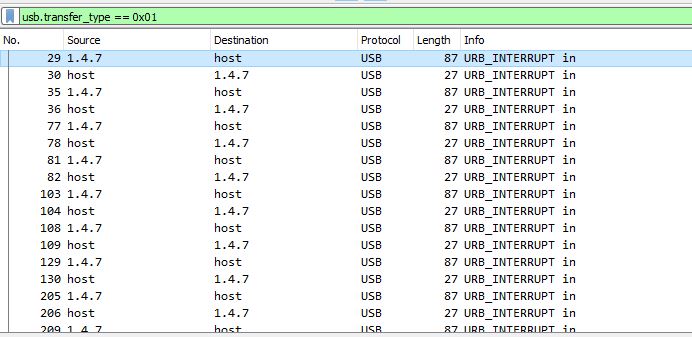 usb.transfer_type == 0x01
No. Source Destination Protocol Length Info
29 1.4.7 host USB 87 URB_INTERRUPT in
30 host 1.4.7 USB 27 URB_INTERRUPT in
35 1.4.7 host USB 87 URB_INTERRUPT in
36 host 1.4.7 USB 27 URB_INTERRUPT in
77 1.4.7 host USB 87 URB_INTERRUPT in
78 host 1.4.7 USB 27 URB_INTERRUPT in
81 1.4.7 host USB 87 URB_INTERRUPT in
82 host 1.4.7 USB 27 URB_INTERRUPT in
103 1.4.7 host USB 87 URB_INTERRUPT in
104 host 1.4.7 USB 27 URB_INTERRUPT in
108 1.4.7 host USB 87 URB_INTERRUPT in
109 host 1.4.7 USB 27 URB_INTERRUPT in
129 1.4.7 host USB 87 URB_INTERRUPT in
130 host 1.4.7 USB 27 URB_INTERRUPT in
205 1.4.7 host USB 87 URB_INTERRUPT in
206 host 1.4.7 USB 27 URB_INTERRUPT in
209 1.4.7 host USB 87 URB_INTERRUPT in